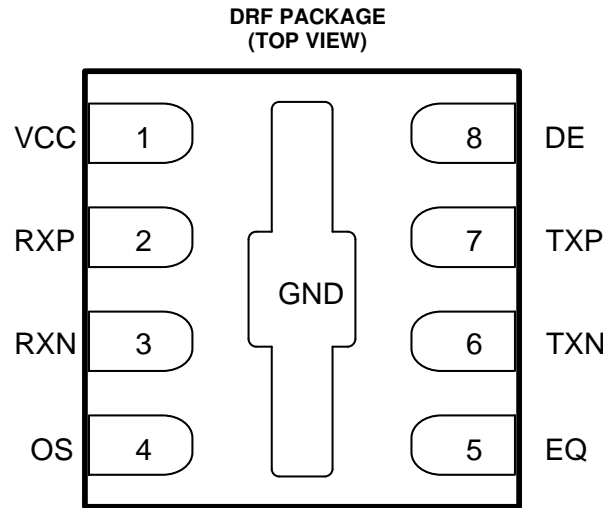 DRF PACKAGE
(TOP VIEW)
VCC 1 8 DE
RXP 2 7 TXP
GND
RXN 3 6 TXN
OS 4 5 EQ